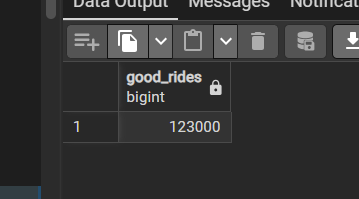 Data Output Messages Notificat
good_rides
bigint
1 123000